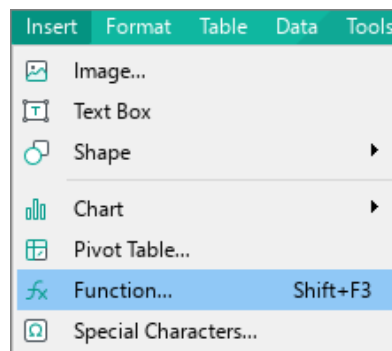 Insert Format Table Data Tools
Image...
Text Box
Shape
Chart
Pivot Table...
Function... Shift+F3
Special Characters...